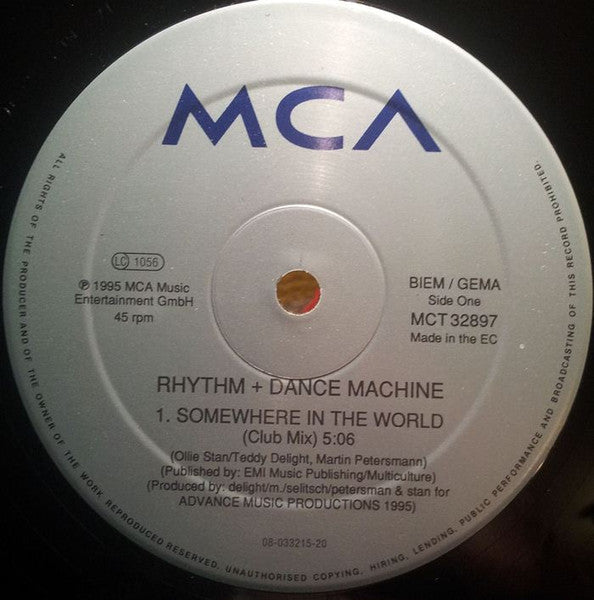 MCA
LC 1056
℗ 1995 MCA Music
Entertainment GmbH
45 rpm
BIEM / GEMA
Side One
MCT 32897
Made in the EC
RHYTHM + DANCE MACHINE
1. SOMEWHERE IN THE WORLD
(Club Mix) 5:06
(Ollie Stan/Teddy Delight, Martin Petersmann)
(Published by: EMI Music Publishing/Multiculture)
(Produced by: delight/m./selitsch/petersman & stan for
ADVANCE MUSIC PRODUCTIONS 1995)
08-033215-20
ALL RIGHTS OF THE PRODUCER AND OF THE OWNER OF THE WORK REPRODUCED RESERVED. UNAUTHORISED COPYING, HIRING, LENDING, PUBLIC PERFORMANCE AND BROADCASTING OF THIS RECORD PROHIBITED.